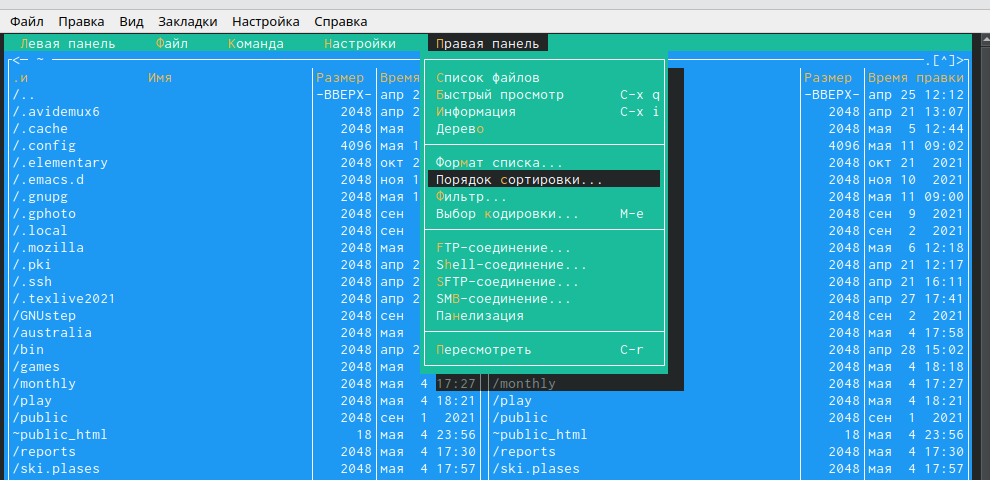 Файл Правка Вид Закладки Настройка Справка
Левая панель Файл Команда Настройки Правая панель
<— ~ .[^]>
.и Имя Размер Время Список файлов Размер Время правки
/.. -ВВЕРХ- апр 2 Быстрый просмотр C-x q -ВВЕРХ- апр 25 12:12
/.avidemux6 2048 апр 2 Информация C-x i 2048 апр 21 13:07
/.cache 2048 мая Дерево 2048 мая 5 12:44
/.config 4096 мая 1 4096 мая 11 09:02
/.elementary 2048 окт 2 Формат списка... 2048 окт 21 2021
/.emacs.d 2048 ноя 1 Порядок сортировки... 2048 ноя 10 2021
/.gnupg 2048 мая 1 Фильтр... 2048 мая 11 09:00
/.gphoto 2048 сен Выбор кодировки... M-e 2048 сен 9 2021
/.local 2048 сен 2048 сен 2 2021
/.mozilla 2048 мая FTP-соединение... 2048 мая 6 12:18
/.pki 2048 апр 2 Shell-соединение... 2048 апр 21 12:17
/.ssh 2048 апр 2 SFTP-соединение... 2048 апр 21 16:11
/.texlive2021 2048 апр 2 SMB-соединение... 2048 апр 27 17:41
/GNUstep 2048 сен Панелизация 2048 сен 2 2021
/australia 2048 мая 2048 мая 4 17:58
/bin 2048 апр 2 Пересмотреть C-r 2048 апр 28 15:02
/games 2048 мая 2048 мая 4 18:18
/monthly 2048 мая 4 17:27 /monthly 2048 мая 4 17:27
/play 2048 мая 4 18:21 /play 2048 мая 4 18:21
/public 2048 сен 1 2021 /public 2048 сен 1 2021
~public_html 18 мая 4 23:56 ~public_html 18 мая 4 23:56
/reports 2048 мая 4 17:30 /reports 2048 мая 4 17:30
/ski.plases 2048 мая 4 17:57 /ski.plases 2048 мая 4 17:57